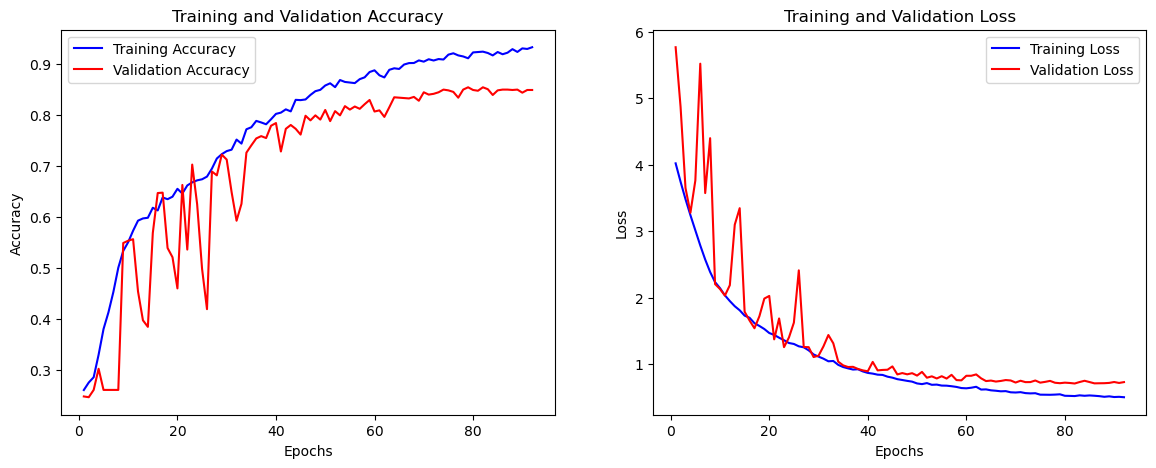 Training and Validation Accuracy
Training Accuracy
Validation Accuracy
0.9
0.8
0.7
0.6
0.5
0.4
0.3
Accuracy
0
20
40
60
80
Epochs
Training and Validation Loss
Training Loss
Validation Loss
6
5
4
3
2
1
Loss
0
20
40
60
80
Epochs